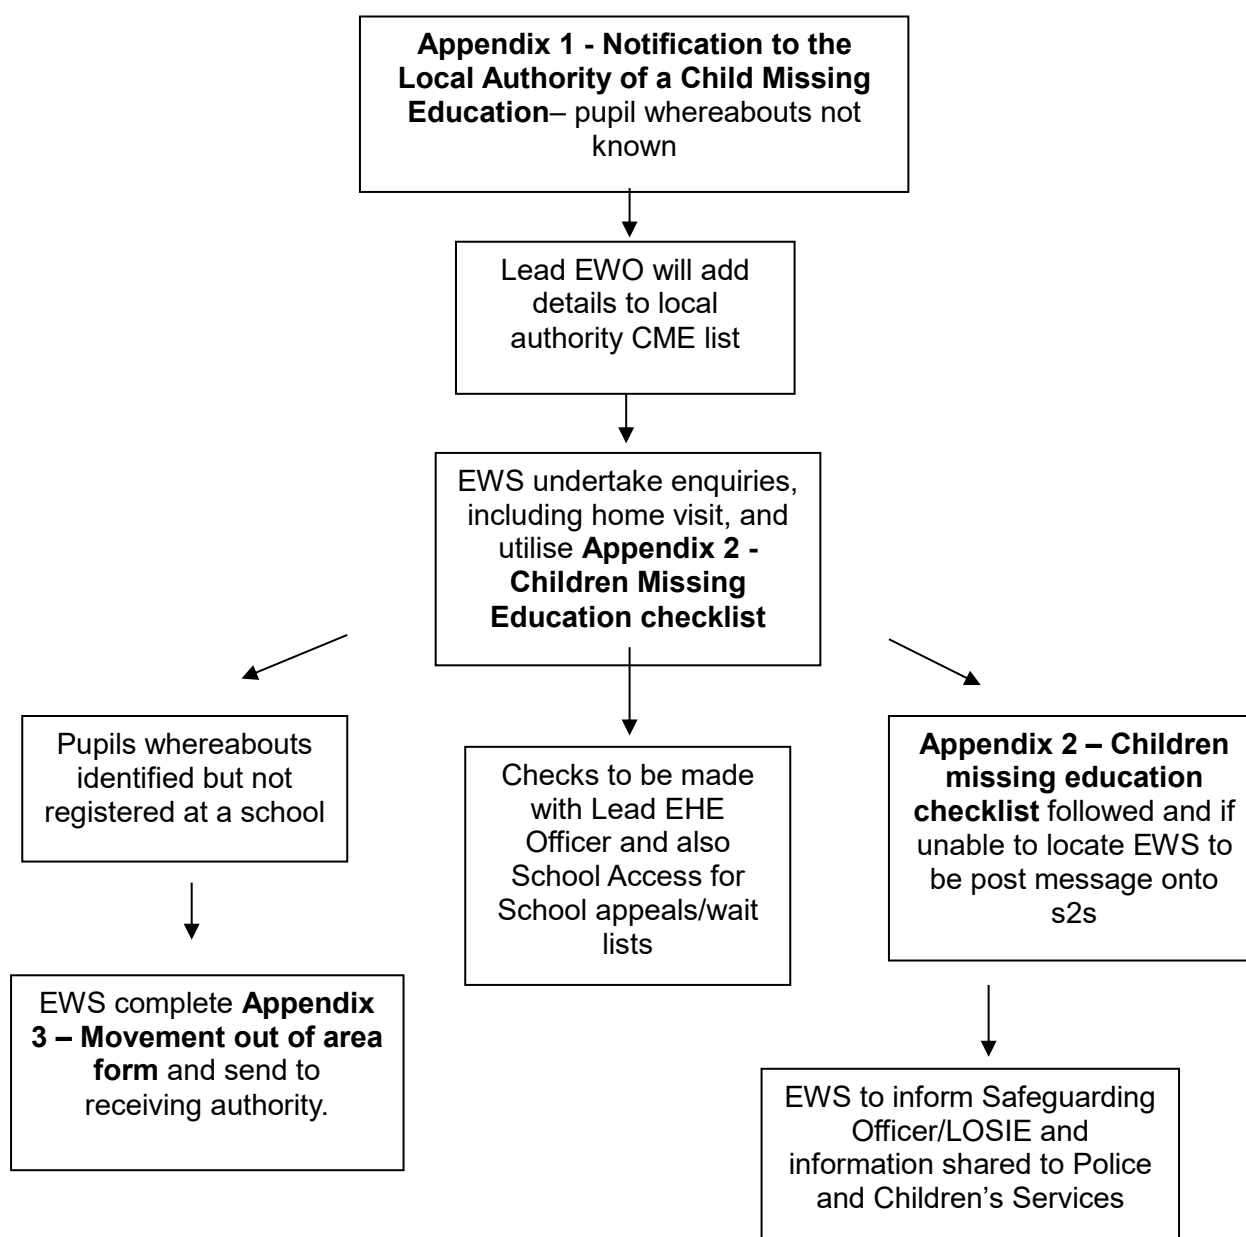 Appendix 1 - Notification to the
Local Authority of a Child Missing
Education– pupil whereabouts not
known
Lead EWO will add
details to local
authority CME list
EWS undertake enquiries,
including home visit, and
utilise Appendix 2 -
Children Missing
Education checklist
Pupils whereabouts
identified but not
registered at a school
EWS complete Appendix
3 – Movement out of area
form and send to
receiving authority.
Checks to be made
with Lead EHE
Officer and also
School Access for
School appeals/wait
lists
Appendix 2 – Children
missing education
checklist followed and if
unable to locate EWS to
be post message onto
s2s
EWS to inform Safeguarding
Officer/LOSIE and
information shared to Police
and Children’s Services